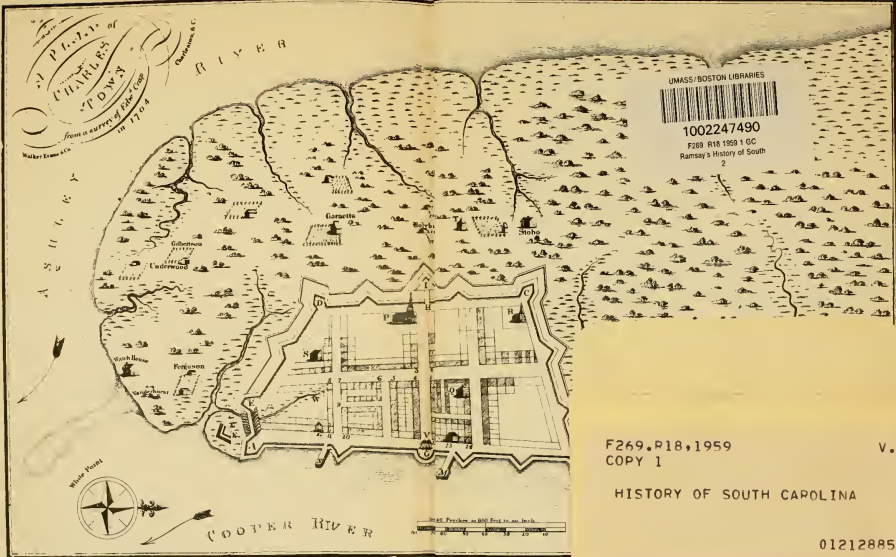 A PLAN of
CHARLES
TOWN
from a survey of Edwd Crisp
in 1704
Charleston, S.C.
Walker Evans & Co.
RIVER
ASHLEY
UMASS/BOSTON LIBRARIES
1002247490
F269 R18 1959 1 GC
Ramsay's History of South
2
Garnetts
Stobo
Gilbertson
Underwood
Watch House
Ferguson
I
D
H
C
P
R
S
Q
E
W
K
A
V
G
M
White Point
COOPER RIVER
F269.R18,1959 V.
COPY 1
HISTORY OF SOUTH CAROLINA
01212885